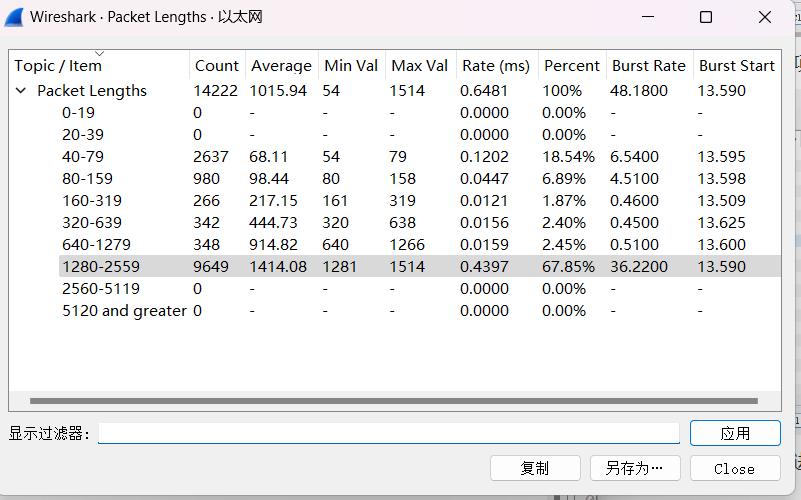 Wireshark · Packet Lengths · 以太网
Topic / Item Count Average Min Val Max Val Rate (ms) Percent Burst Rate Burst Start
Packet Lengths 14222 1015.94 54 1514 0.6481 100% 48.1800 13.590
0-19 0 - - - 0.0000 0.00% - -
20-39 0 - - - 0.0000 0.00% - -
40-79 2637 68.11 54 79 0.1202 18.54% 6.5400 13.595
80-159 980 98.44 80 158 0.0447 6.89% 4.5100 13.598
160-319 266 217.15 161 319 0.0121 1.87% 0.4600 13.509
320-639 342 444.73 320 638 0.0156 2.40% 0.4500 13.625
640-1279 348 914.82 640 1266 0.0159 2.45% 0.5100 13.600
1280-2559 9649 1414.08 1281 1514 0.4397 67.85% 36.2200 13.590
2560-5119 0 - - - 0.0000 0.00% - -
5120 and greater 0 - - - 0.0000 0.00% - -
显示过滤器： 应用
复制 另存为… Close